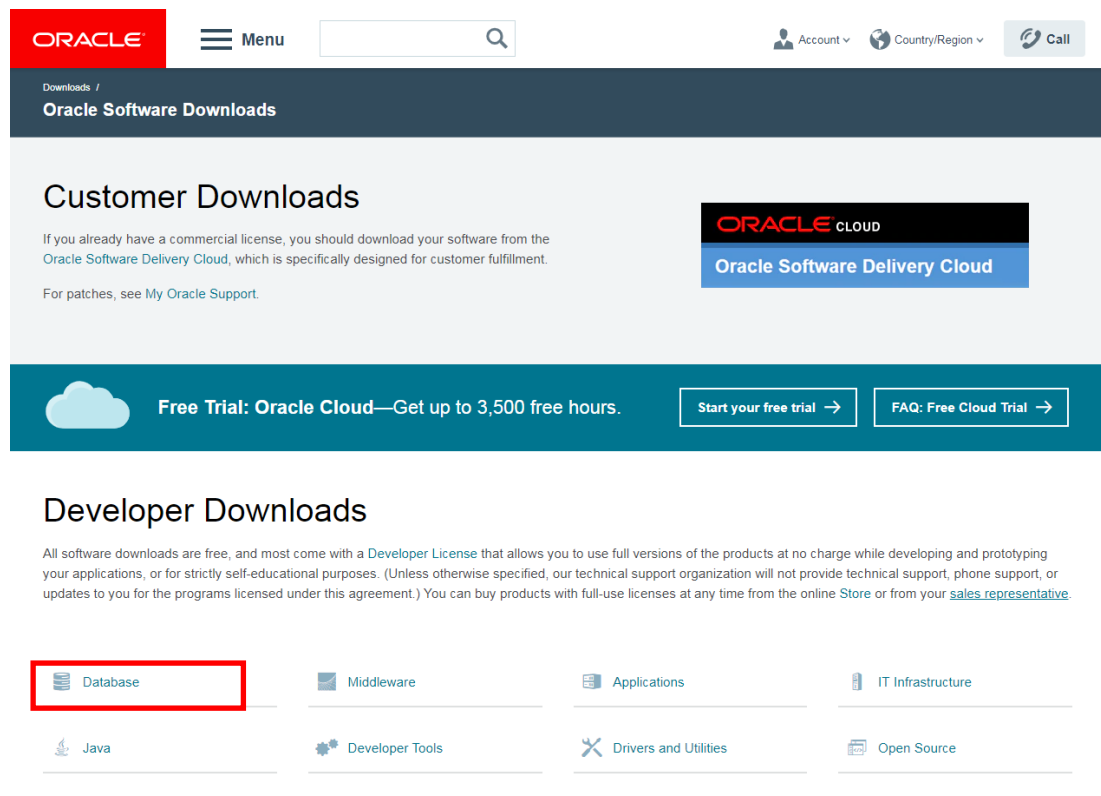 ORACLE
Menu
Account
Country/Region
Call
Downloads /
Oracle Software Downloads
Customer Downloads
If you already have a commercial license, you should download your software from the
Oracle Software Delivery Cloud, which is specifically designed for customer fulfillment.
For patches, see My Oracle Support.
ORACLE CLOUD
Oracle Software Delivery Cloud
Free Trial: Oracle Cloud—Get up to 3,500 free hours.
Start your free trial →
FAQ: Free Cloud Trial →
Developer Downloads
All software downloads are free, and most come with a Developer License that allows you to use full versions of the products at no charge while developing and prototyping
your applications, or for strictly self-educational purposes. (Unless otherwise specified, our technical support organization will not provide technical support, phone support, or
updates to you for the programs licensed under this agreement.) You can buy products with full-use licenses at any time from the online Store or from your sales representative.
Database
Middleware
Applications
IT Infrastructure
Java
Developer Tools
Drivers and Utilities
Open Source